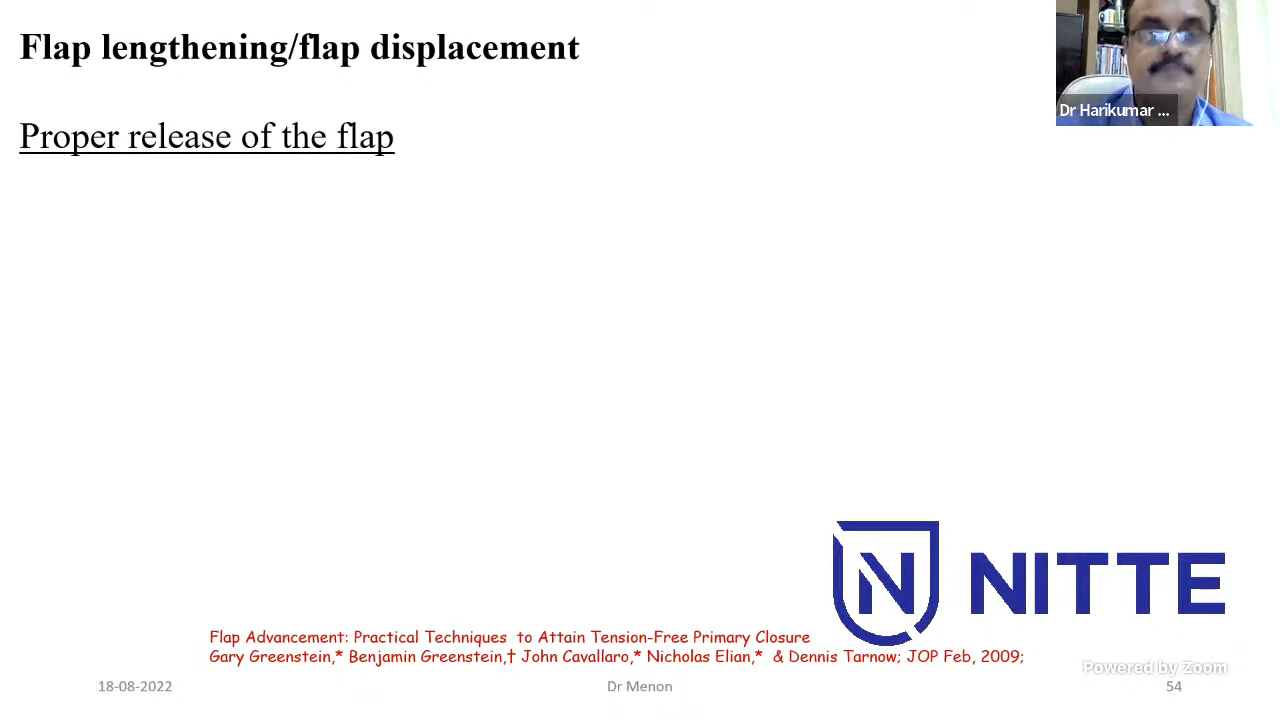 Flap lengthening/flap displacement
Dr Harikumar ...
Proper release of the flap
N NITTE
Flap Advancement: Practical Techniques to Attain Tension-Free Primary Closure
Gary Greenstein,* Benjamin Greenstein,† John Cavallaro,* Nicholas Elian,* & Dennis Tarnow; JOP Feb, 2009;
Powered by Zoom
18-08-2022
Dr Menon
54